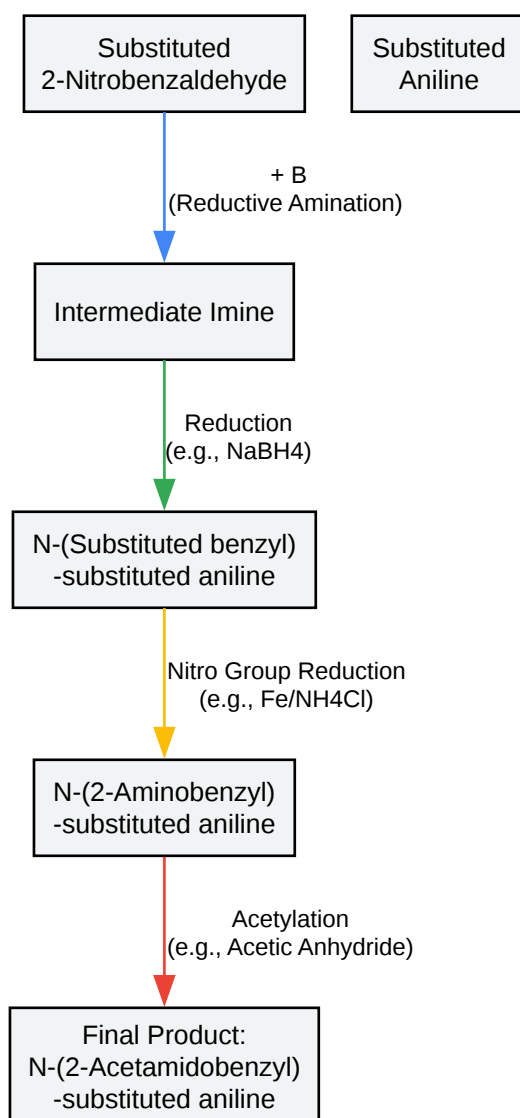 Substituted
2-Nitrobenzaldehyde
Substituted
Aniline
+ B
(Reductive Amination)
Intermediate Imine
Reduction
(e.g., NaBH4)
N-(Substituted benzyl)
-substituted aniline
Nitro Group Reduction
(e.g., Fe/NH4Cl)
N-(2-Aminobenzyl)
-substituted aniline
Acetylation
(e.g., Acetic Anhydride)
Final Product:
N-(2-Acetamidobenzyl)
-substituted aniline